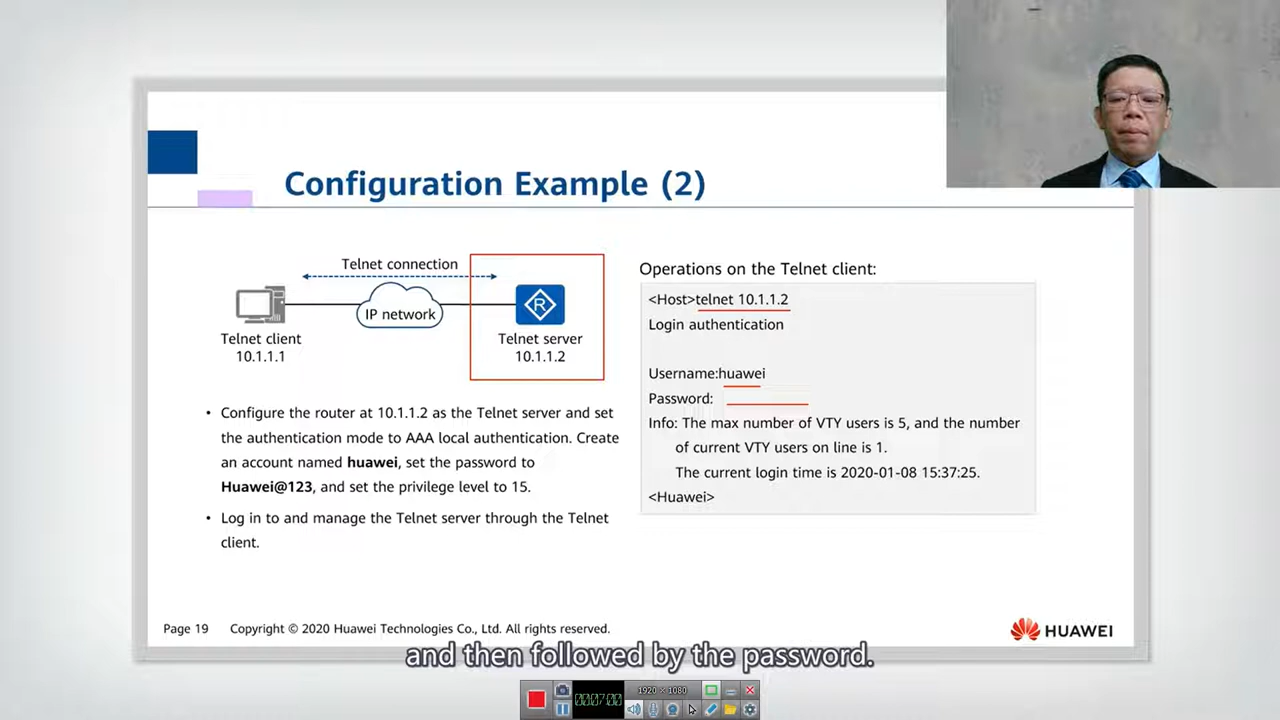 Configuration Example (2)
Telnet connection
IP network
R
Telnet client
10.1.1.1
Telnet server
10.1.1.2
• Configure the router at 10.1.1.2 as the Telnet server and set
the authentication mode to AAA local authentication. Create
an account named huawei, set the password to
Huawei@123, and set the privilege level to 15.
• Log in to and manage the Telnet server through the Telnet
client.
Operations on the Telnet client:
<Host>telnet 10.1.1.2
Login authentication
Username:huawei
Password:
Info: The max number of VTY users is 5, and the number
of current VTY users on line is 1.
The current login time is 2020-01-08 15:37:25.
<Huawei>
Page 19 Copyright © 2020 Huawei Technologies Co., Ltd. All rights reserved.
HUAWEI
and then followed by the password.
1920 × 1080
00:07:00